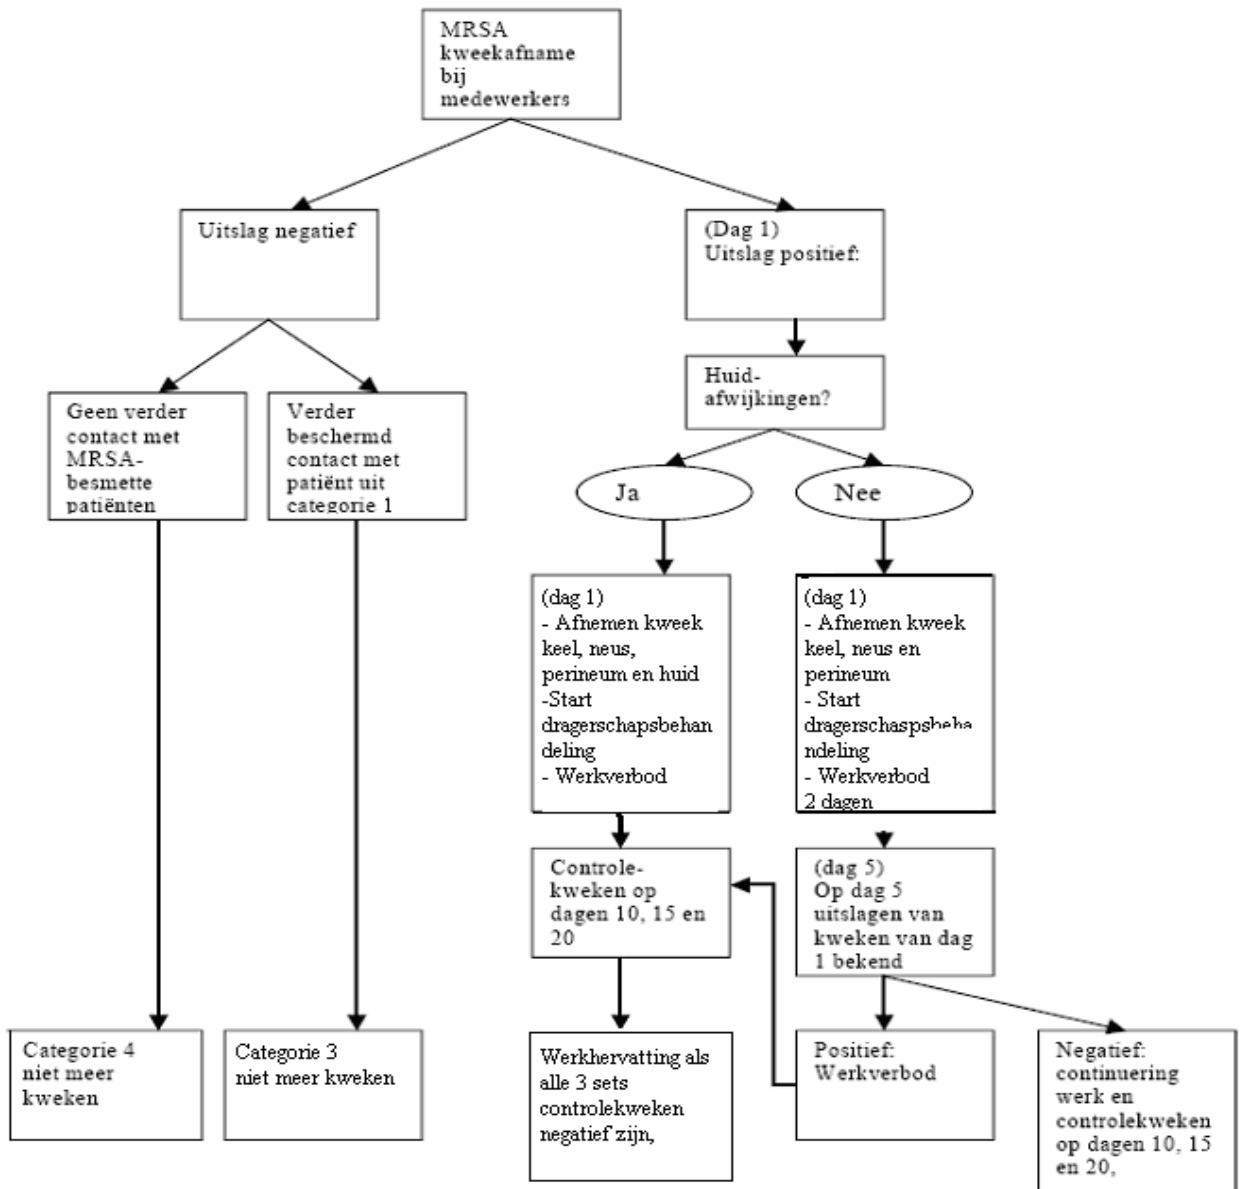 MRSA
kweekafname
bij
medewerkers
Uitslag negatief
(Dag 1)
Uitslag positief:
Huid-
afwijkingen?
Geen verder
contact met
MRSA-
besmette
patiënten
Verder
beschermd
contact met
patiënt uit
categorie 1
Ja
Nee
(dag 1)
- Afnemen kweek
keel, neus,
perineum en huid
-Start
dragerschapsbehan
deling
- Werkverbod
(dag 1)
- Afnemen kweek
keel, neus en
perineum
- Start
dragerschaspsbeha
ndeling
- Werkverbod
2 dagen
Controle-
kweken op
dagen 10, 15 en
20
(dag 5)
Op dag 5
uitslagen van
kweken van dag
1 bekend
Categorie 4
niet meer
kweken
Categorie 3
niet meer kweken
Werkhervatting als
alle 3 sets
controlekweken
negatief zijn,
Positief:
Werkverbod
Negatief:
continuering
werk en
controlekweken
op dagen 10, 15
en 20,